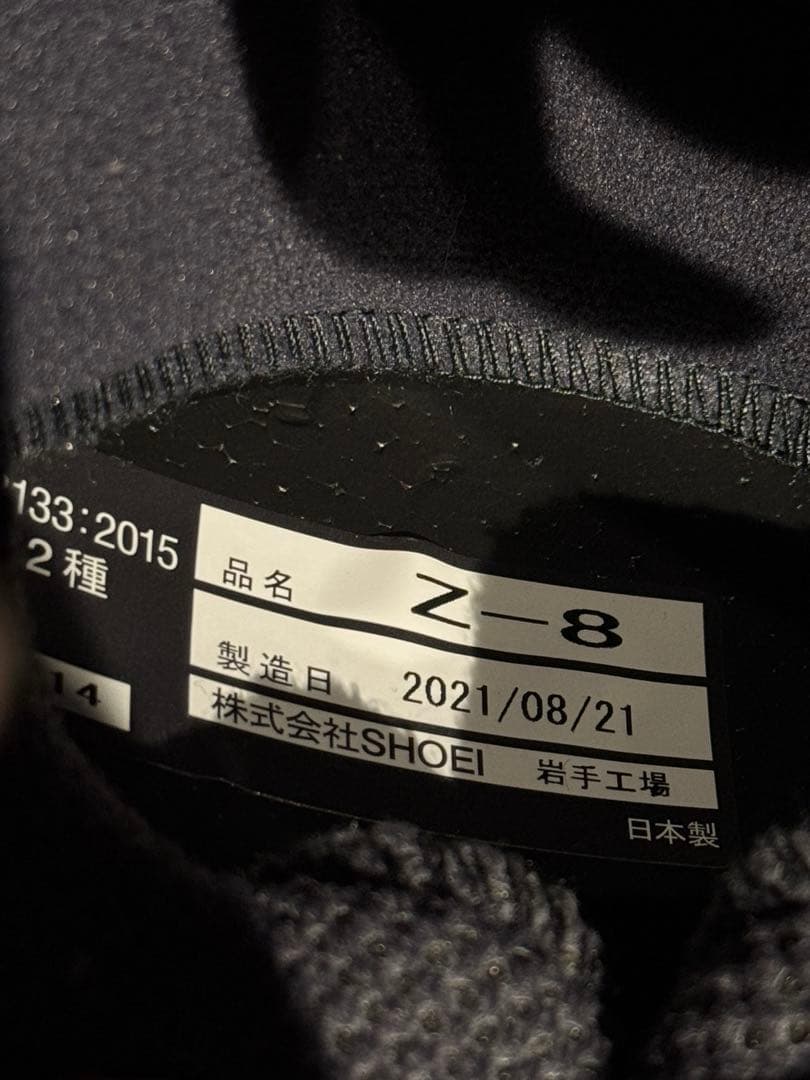 133:2015
2種
14
品名 Z-8
製造日 2021/08/21
株式会社SHOEI 岩手工場
日本製